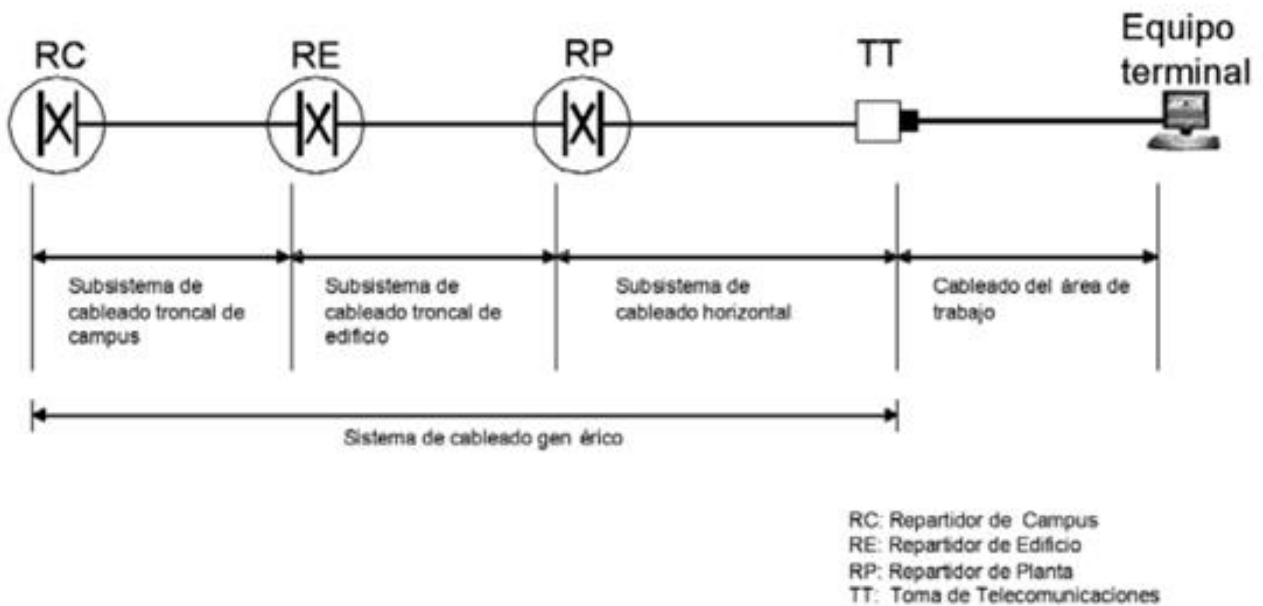 RC
RE
RP
TT
Equipo
terminal
Subsistema de
cableado troncal de
campus
Subsistema de
cableado troncal de
edificio
Subsistema de
cableado horizontal
Cableado del área de
trabajo
Sistema de cableado gen érico
RC: Repartidor de Campus
RE: Repartidor de Edificio
RP: Repartidor de Planta
TT: Toma de Telecomunicaciones